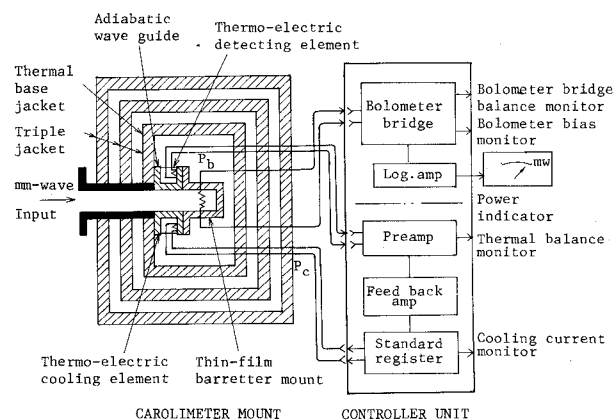 Adiabatic
wave guide
Thermo-electric
detecting element
Thermal
base
jacket
Triple
jacket
mm-wave
Input
Pb
Pc
Thermo-electric
cooling element
Thin-film
barretter mount
CAROLIMETER MOUNT
Bolometer
bridge
Log.amp
Preamp
Feed back
amp
Standard
register
Bolometer bridge
balance monitor
Bolometer bias
monitor
mw
Power
indicator
Thermal balance
monitor
Cooling current
monitor
CONTROLLER UNIT